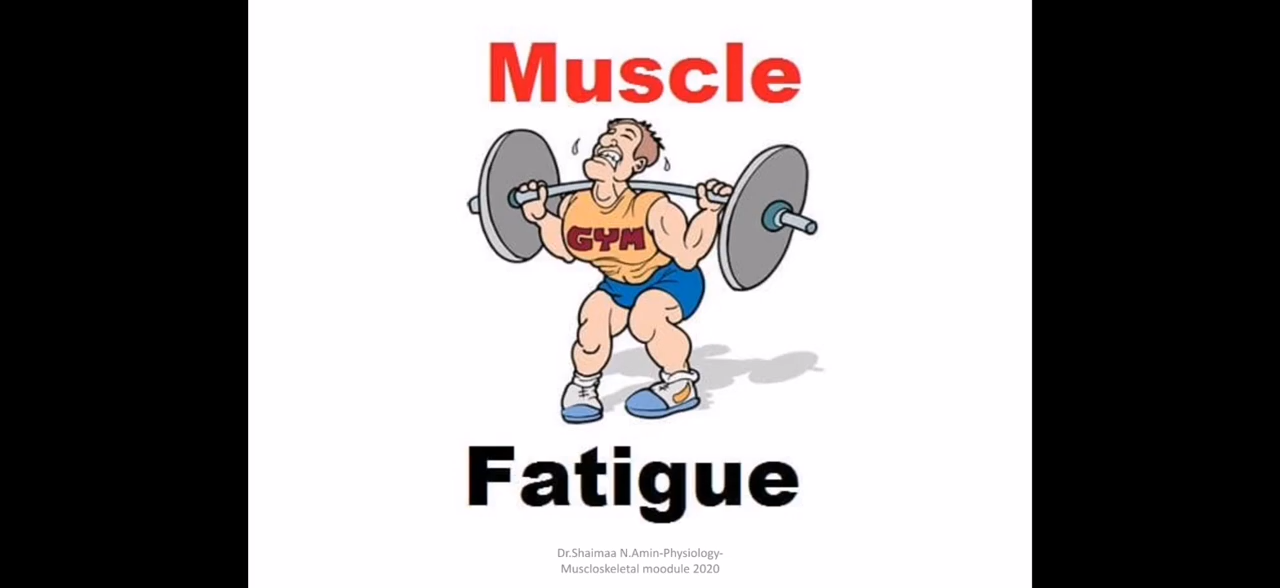 Muscle
GYM
Fatigue
Dr.Shaimaa N.Amin-Physiology-
Muscloskeletal moodule 2020